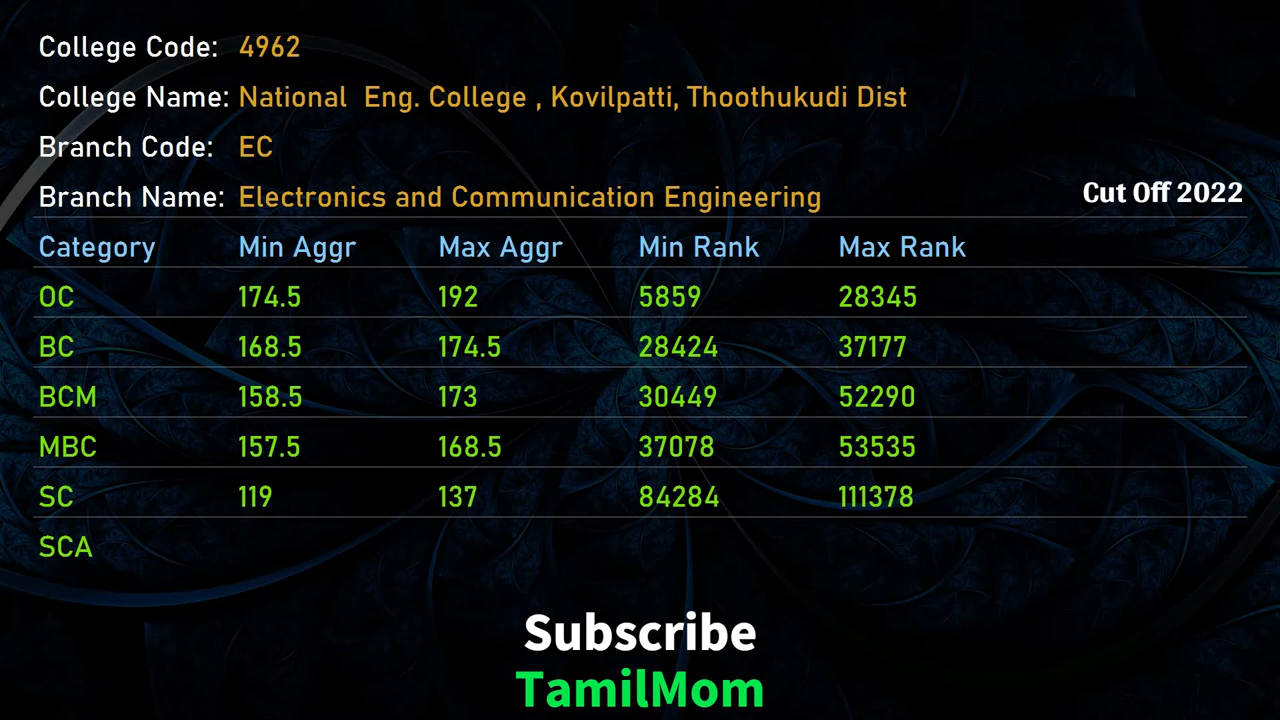 College Code: 4962
College Name: National Eng. College , Kovilpatti, Thoothukudi Dist
Branch Code: EC
Branch Name: Electronics and Communication Engineering
Cut Off 2022
Category Min Aggr Max Aggr Min Rank Max Rank
OC 174.5 192 5859 28345
BC 168.5 174.5 28424 37177
BCM 158.5 173 30449 52290
MBC 157.5 168.5 37078 53535
SC 119 137 84284 111378
SCA
Subscribe
TamilMom